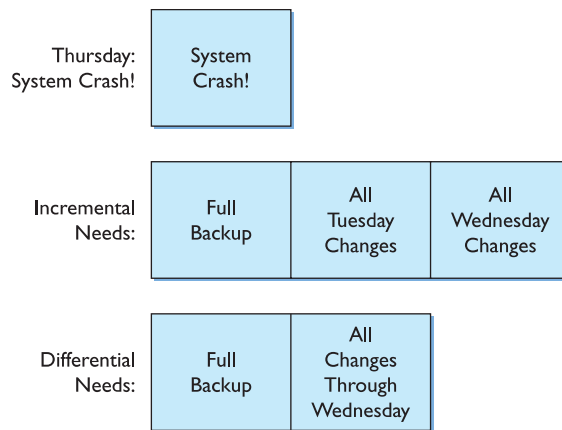 Thursday:
System Crash!
System
Crash!
Incremental
Needs:
Full
Backup
All
Tuesday
Changes
All
Wednesday
Changes
Differential
Needs:
Full
Backup
All
Changes
Through
Wednesday